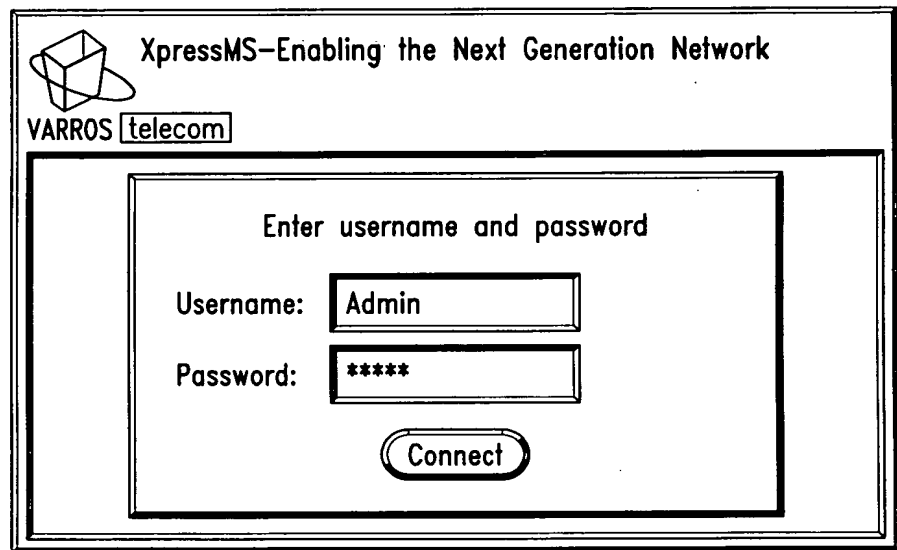 XpressMS-Enabling the Next Generation Network
VARROS telecom
Enter username and password
Username: Admin
Password: *****
Connect